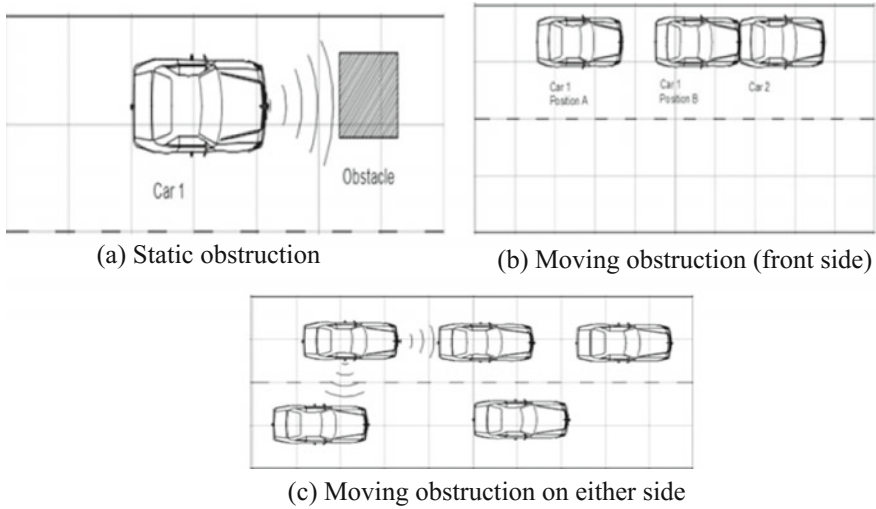 Car 1
Obstacle
(a) Static obstruction
Car 1
Position A
Car 1
Position B
Car 2
(b) Moving obstruction (front side)
(c) Moving obstruction on either side